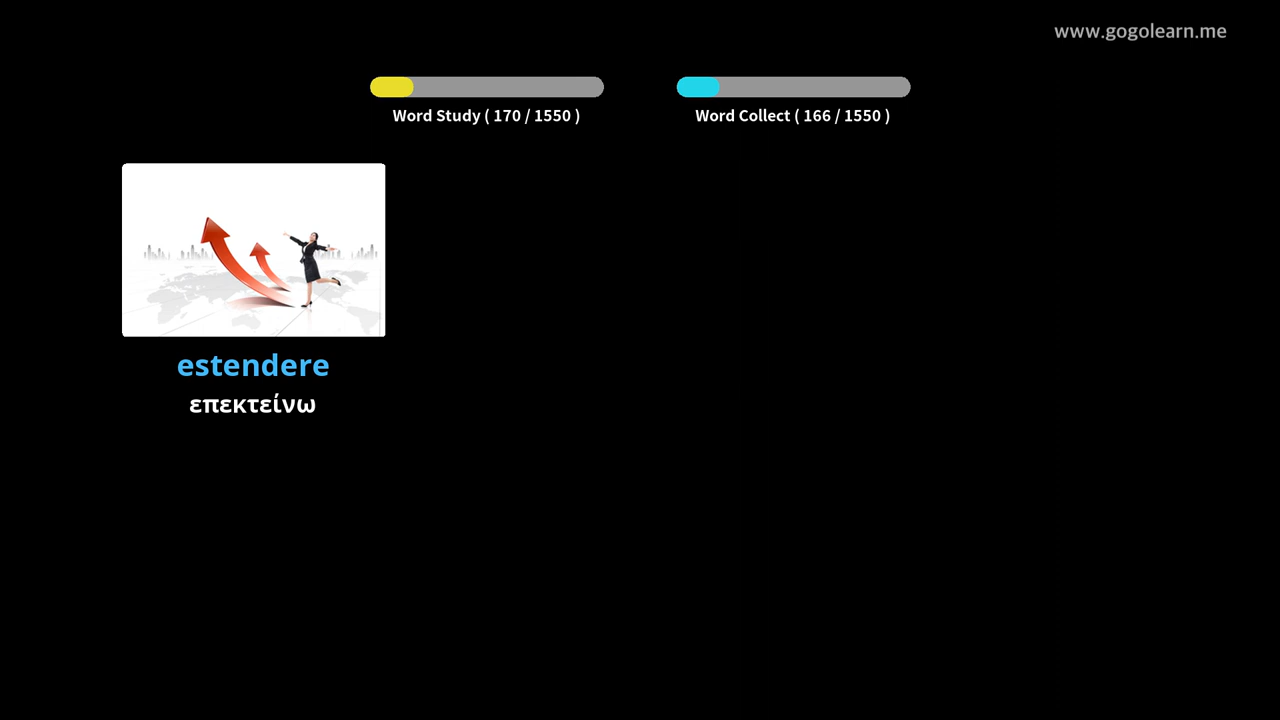 www.gogolearn.me
Word Study ( 170 / 1550 )
Word Collect ( 166 / 1550 )
estendere
επεκτείνω